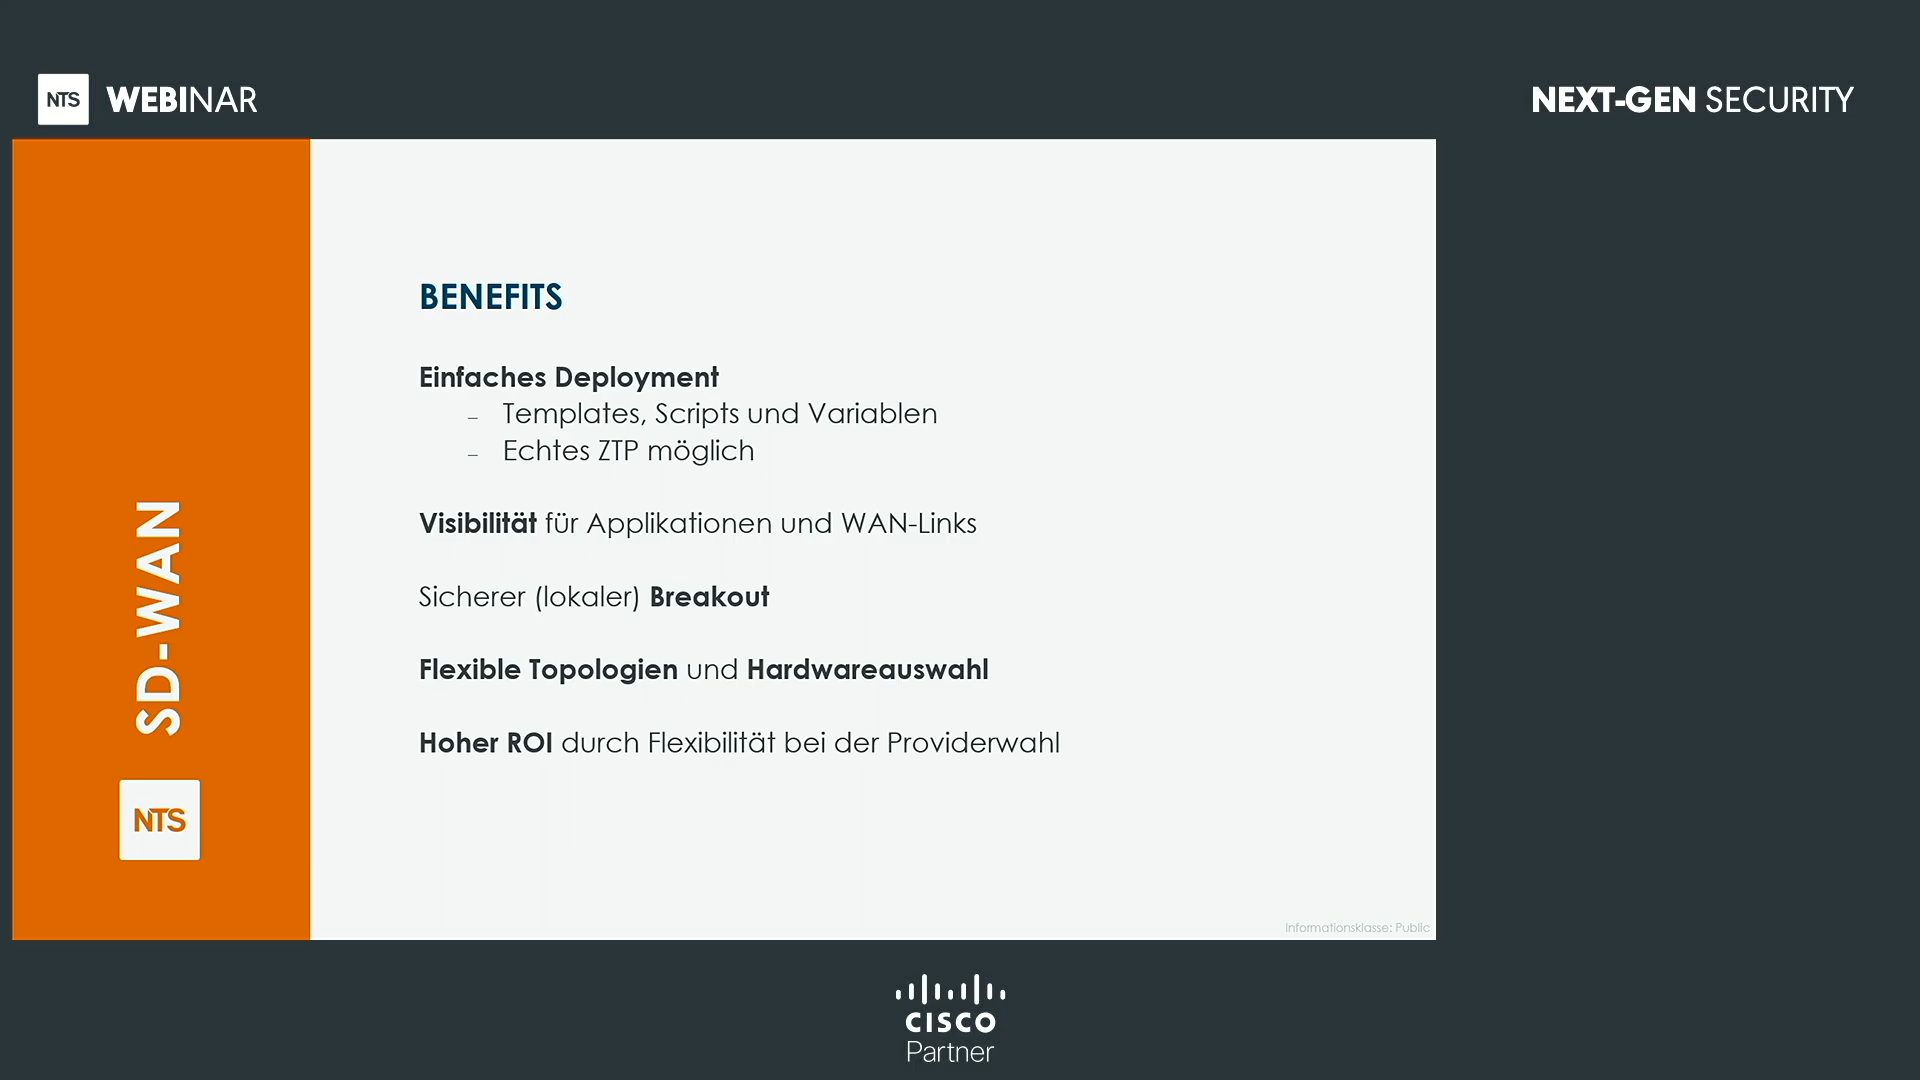 NTS WEBINAR
NEXT-GEN SECURITY
SD-WAN
NTS
BENEFITS
Einfaches Deployment
– Templates, Scripts und Variablen
– Echtes ZTP möglich
Visibilität für Applikationen und WAN-Links
Sicherer (lokaler) Breakout
Flexible Topologien und Hardwareauswahl
Hoher ROI durch Flexibilität bei der Providerwahl
Informationsklasse: Public
CISCO
Partner